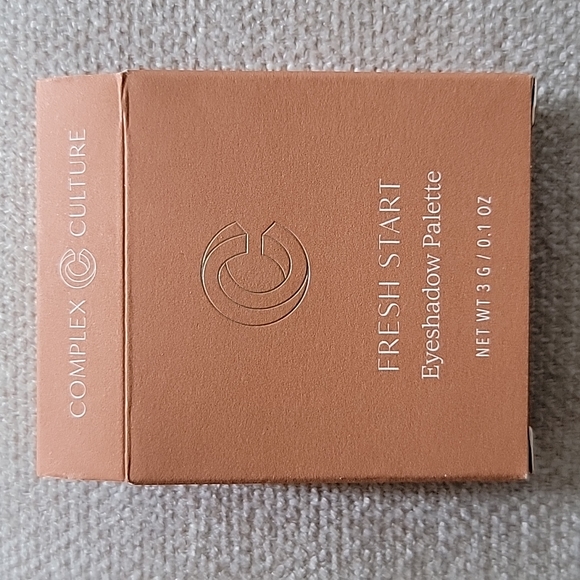 COMPLEX CULTURE
FRESH START
Eyeshadow Palette
NET WT 3 G / 0.1 OZ